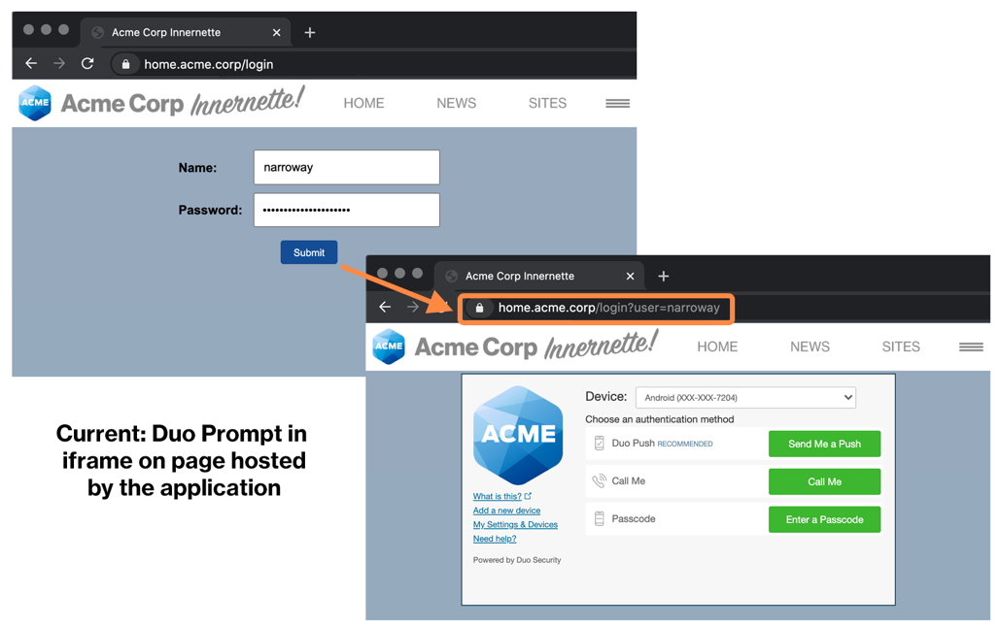 Acme Corp Innernette
home.acme.corp/login
ACME Acme Corp Innernette! HOME NEWS SITES
Name: narroway
Password: •••••••••••••••••••••
Submit
Acme Corp Innernette
home.acme.corp/login?user=narroway
ACME Acme Corp Innernette! HOME NEWS SITES
ACME
What is this?
Add a new device
My Settings & Devices
Need help?
Powered by Duo Security
Device: Android (XXX-XXX-7204)
Choose an authentication method
Duo Push RECOMMENDED Send Me a Push
Call Me Call Me
Passcode Enter a Passcode
Current: Duo Prompt in
iframe on page hosted
by the application